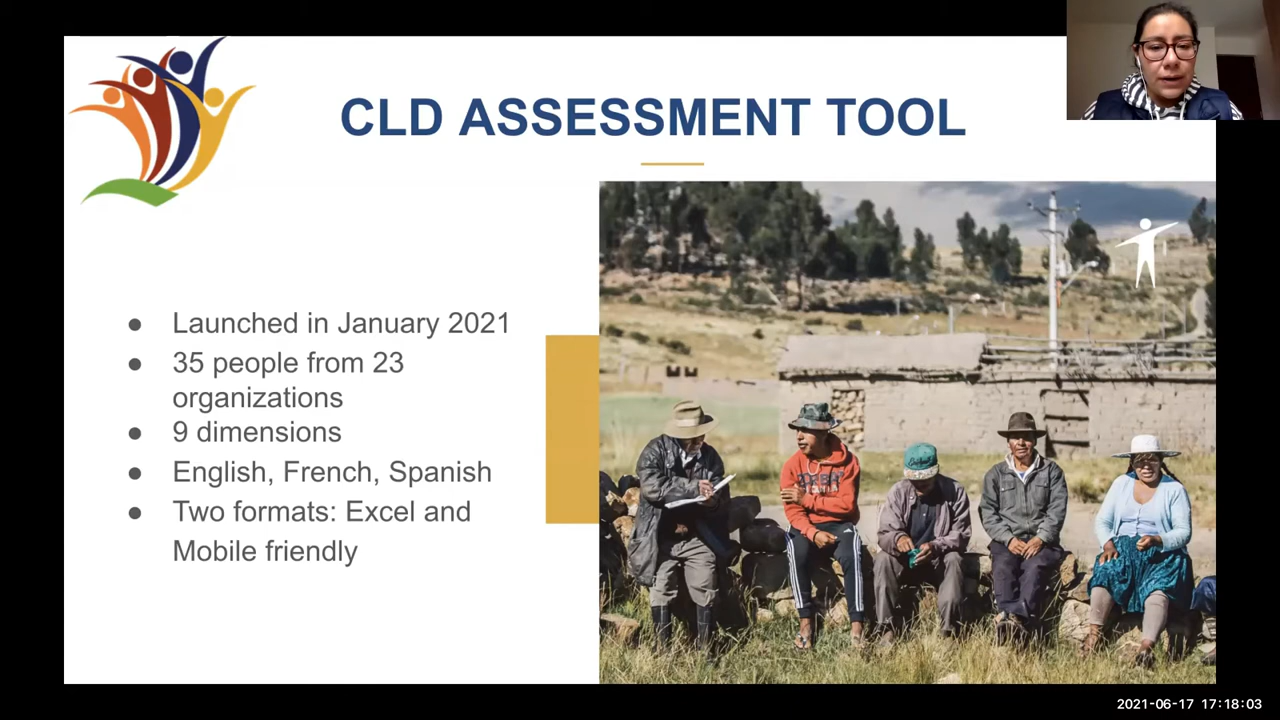 CLD ASSESSMENT TOOL
● Launched in January 2021
● 35 people from 23
organizations
● 9 dimensions
● English, French, Spanish
● Two formats: Excel and
Mobile friendly
2021-06-17 17:18:03